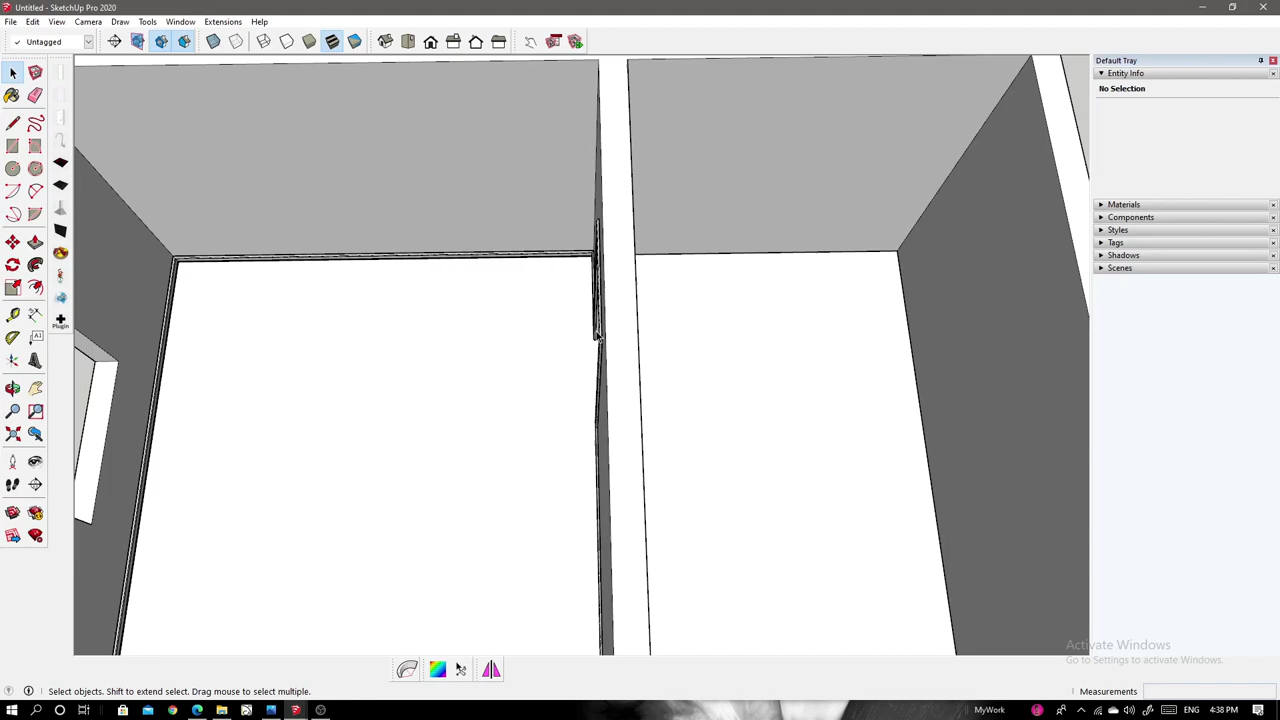 Untitled - SketchUp Pro 2020
File Edit View Camera Draw Tools Window Extensions Help
Untagged
Default Tray
Entity Info
No Selection
Materials
Components
Styles
Tags
Shadows
Scenes
Plugin
Activate Windows
Go to Settings to activate Windows.
Select objects. Shift to extend select. Drag mouse to select multiple.
Measurements
MyWork
ENG
4:38 PM